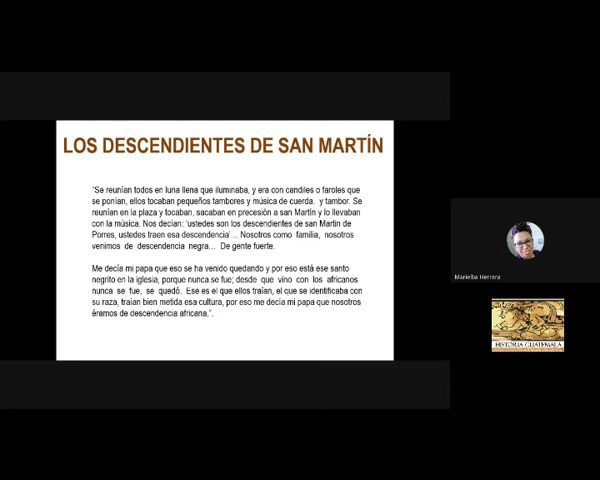 LOS DESCENDIENTES DE SAN MARTÍN
"Se reunían todos en luna llena que iluminaba, y era con candiles o faroles que
se ponían, ellos tocaban pequeños tambores y música de cuerda. y tambor. Se
reunían en la plaza y tocaban, sacaban en precesión a san Martín y lo llevaban
con la música. Nos decían: 'ustedes son los descendientes de san Martin de
Porres, ustedes traen esa descendencia'... Nosotros como familia, nosotros
venimos de descendencia negra... De gente fuerte.
Me decía mi papa que eso se ha venido quedando y por eso está ese santo
negrito en la iglesia, porque nunca se fue; desde que vino con los africanos
nunca se fue, se quedó. Ese es el que ellos traían, el que se identificaba con
su raza, traían bien metida esa cultura, por eso me decía mi papa que nosotros
éramos de descendencia africana.".
Marielba Herrera
HISTORIA GUATEMALA